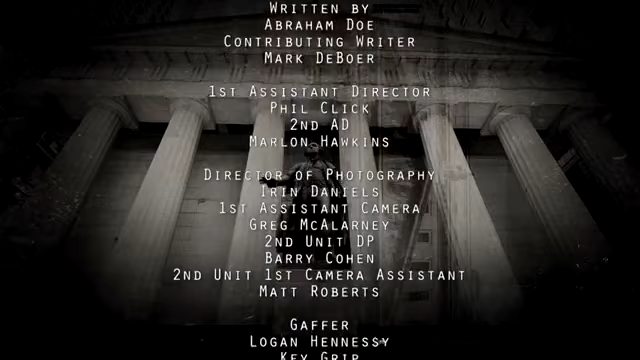 Written by
Abraham Doe
Contributing Writer
Mark DeBoer
1st Assistant Director
Phil Click
2nd AD
Marlon Hawkins
Director of Photography
Irin Daniels
1st Assistant Camera
Greg McAlarney
2nd Unit DP
Barry Cohen
2nd Unit 1st Camera Assistant
Matt Roberts
Gaffer
Logan Hennessy
Key Grip